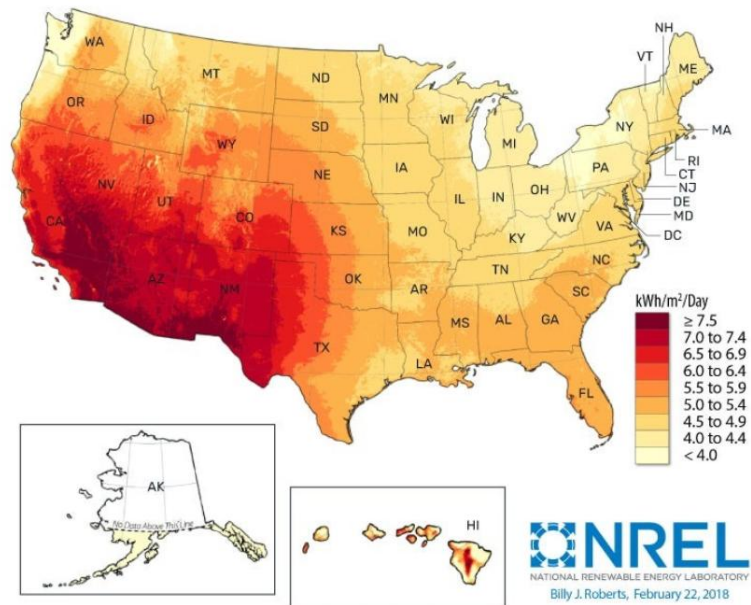 NH
VT
WA
MT
ND
MN
ME
OR
ID
SD
WI
MI
NY
MA
WY
IA
PA
RI
CT
NJ
NV
UT
CO
NE
IL
IN
OH
DE
MD
DC
WV
VA
CA
KS
MO
KY
NC
AZ
NM
OK
AR
TN
SC
TX
LA
MS
AL
GA
FL
kWh/m²/Day
≥ 7.5
7.0 to 7.4
6.5 to 6.9
6.0 to 6.4
5.5 to 5.9
5.0 to 5.4
4.5 to 4.9
4.0 to 4.4
< 4.0
AK
No Data Above This Line
HI
NREL
NATIONAL RENEWABLE ENERGY LABORATORY
Billy J. Roberts, February 22, 2018